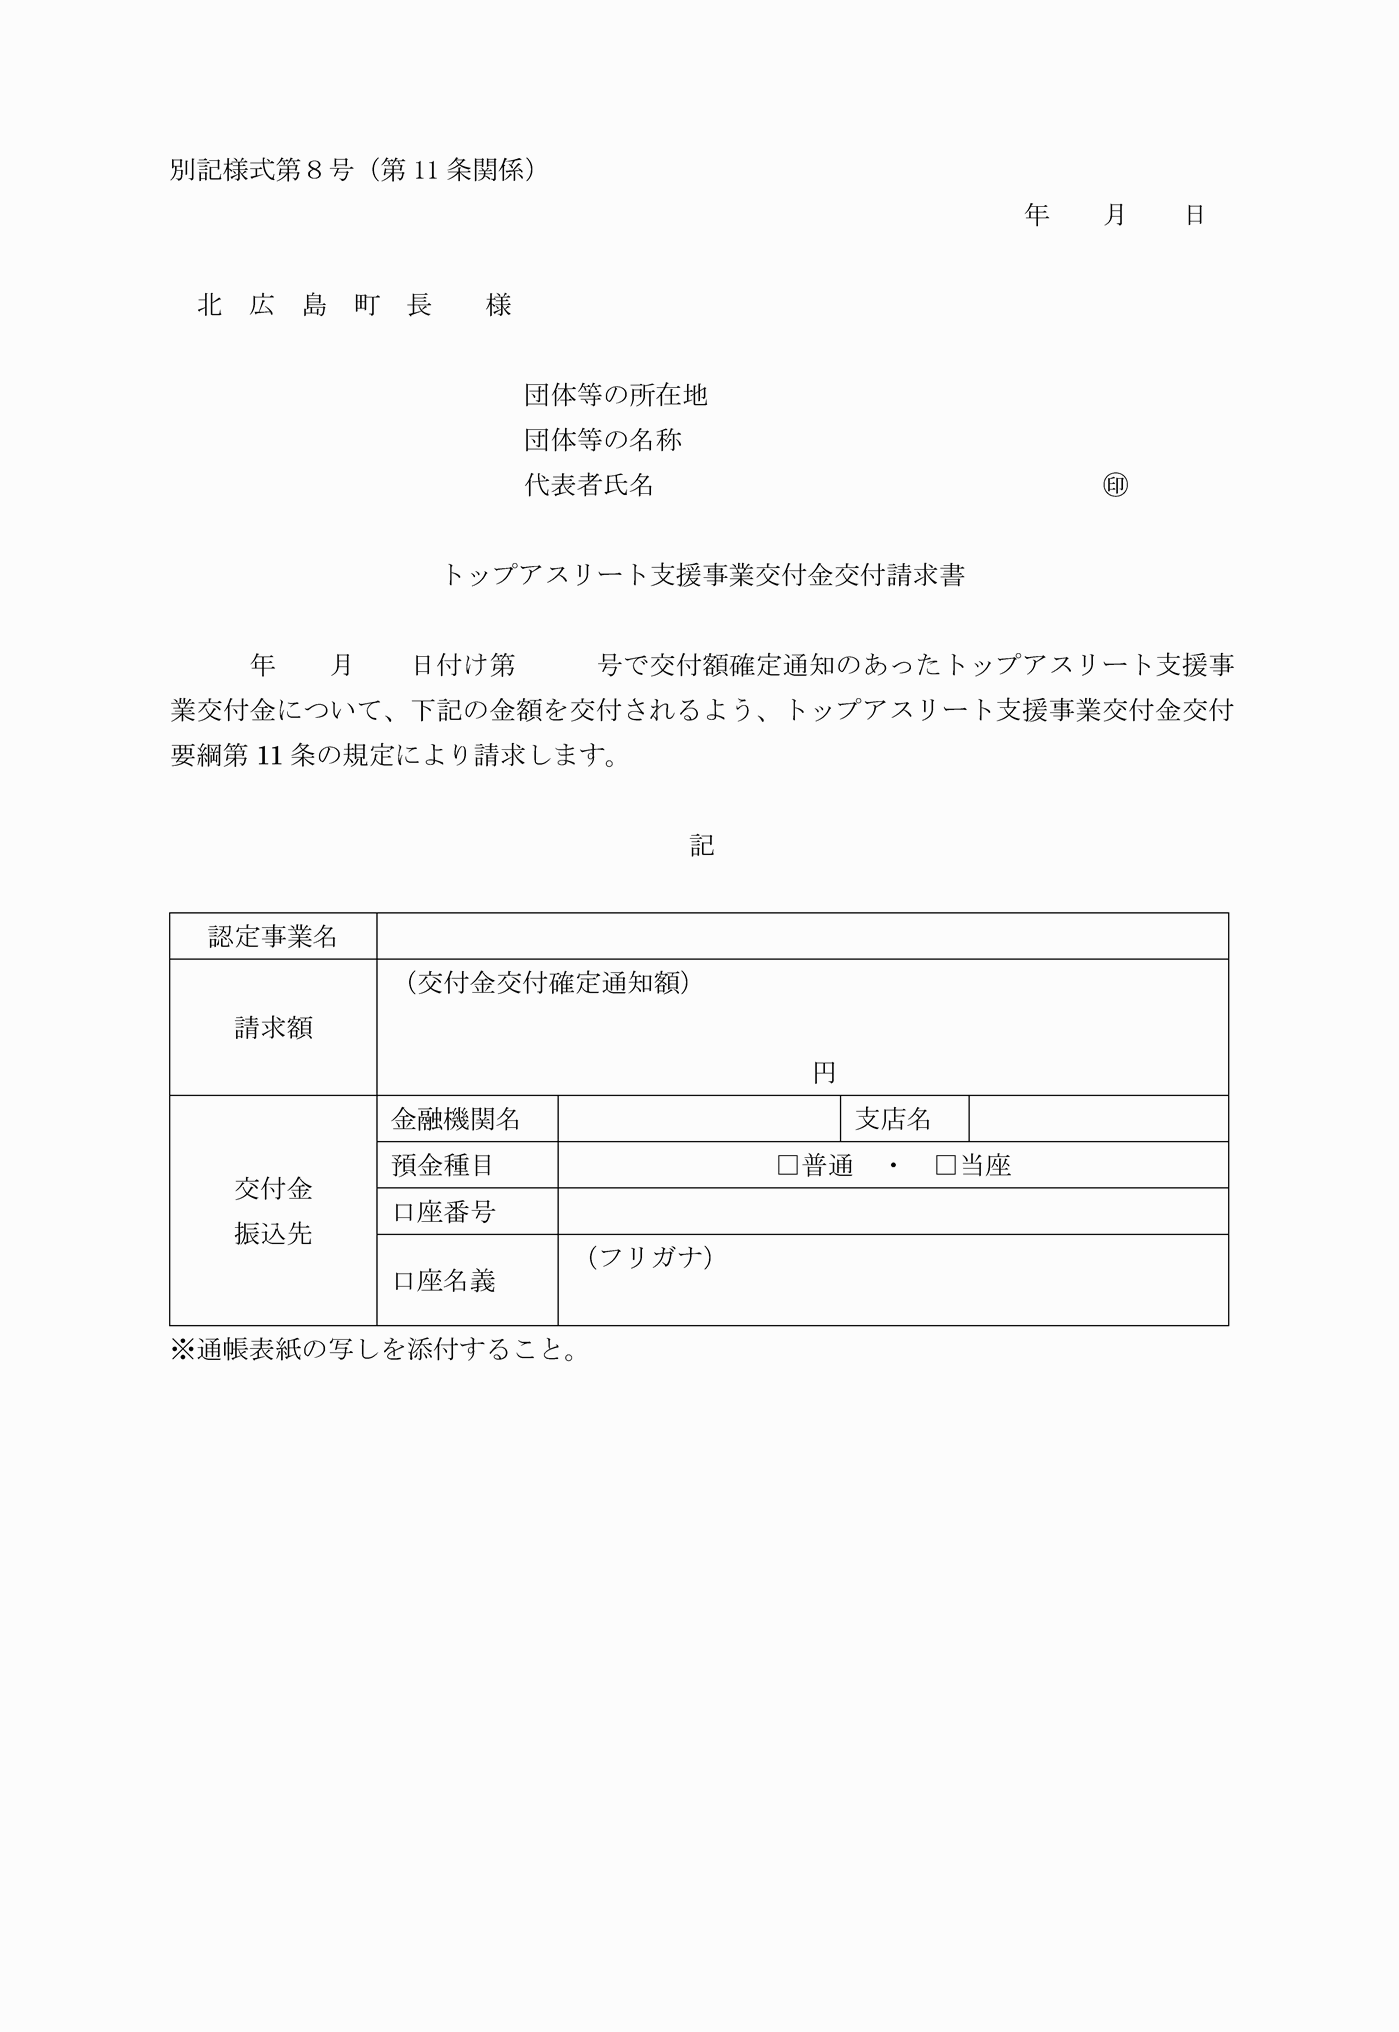 別記様式第８号（第 11 条関係）
年　　月　　日
北　広　島　町　長　　様
団体等の所在地
団体等の名称
代表者氏名　　　　　　　　　　　　　　　　　㊞
トップアスリート支援事業交付金交付請求書
　　　年　　月　　日付け第　　　号で交付額確定通知のあったトップアスリート支援事
業交付金について、下記の金額を交付されるよう、トップアスリート支援事業交付金交付
要綱第 11 条の規定により請求します。
記
認定事業名
請求額
（交付金交付確定通知額）
円
交付金
振込先
金融機関名　支店名
預金種目　□普通　・　□当座
口座番号
口座名義
（フリガナ）
※通帳表紙の写しを添付すること。